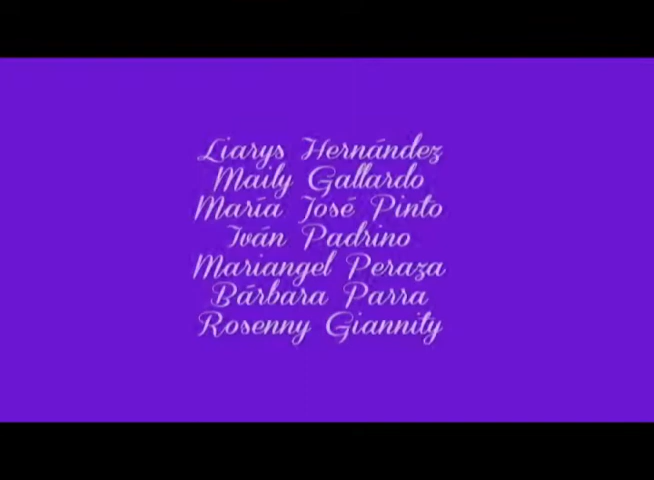 Liarys Hernández
Maily Gallardo
María José Pinto
Iván Padrino
Mariangel Peraza
Bárbara Parra
Rosenny Giannity